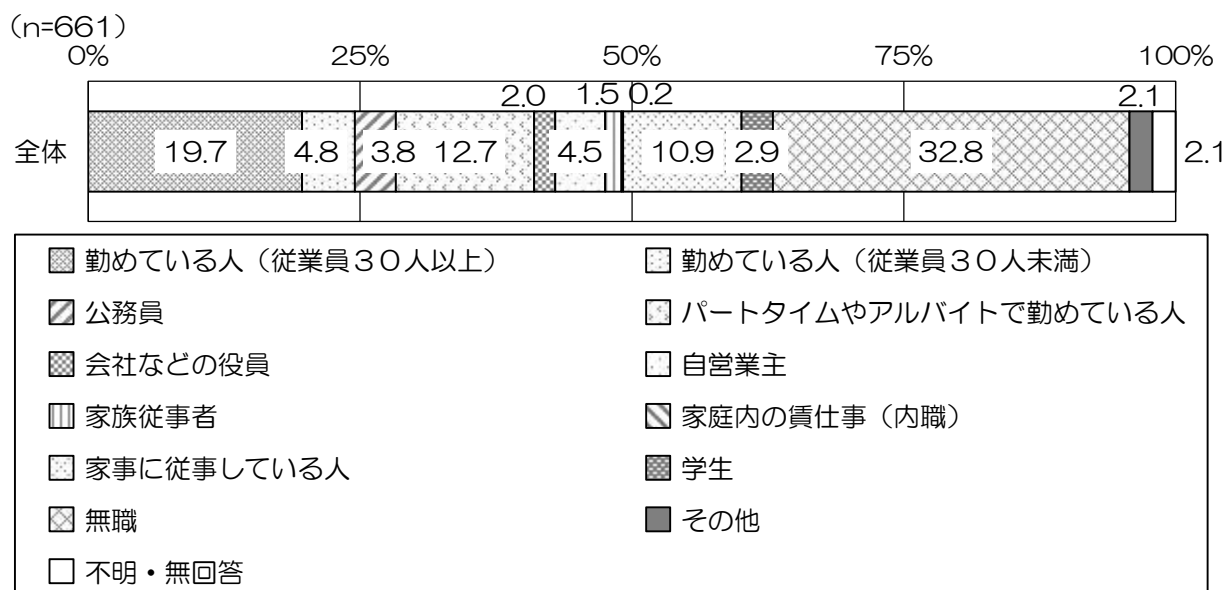 （n=661）
0% 25% 50% 75% 100%
2.0 1.5 0.2 2.1
全体 19.7 4.8 3.8 12.7 4.5 10.9 2.9 32.8 2.1
勤めている人（従業員３０人以上） 勤めている人（従業員３０人未満）
公務員 パートタイムやアルバイトで勤めている人
会社などの役員 自営業主
家族従事者 家庭内の賃仕事（内職）
家事に従事している人 学生
無職 その他
不明・無回答